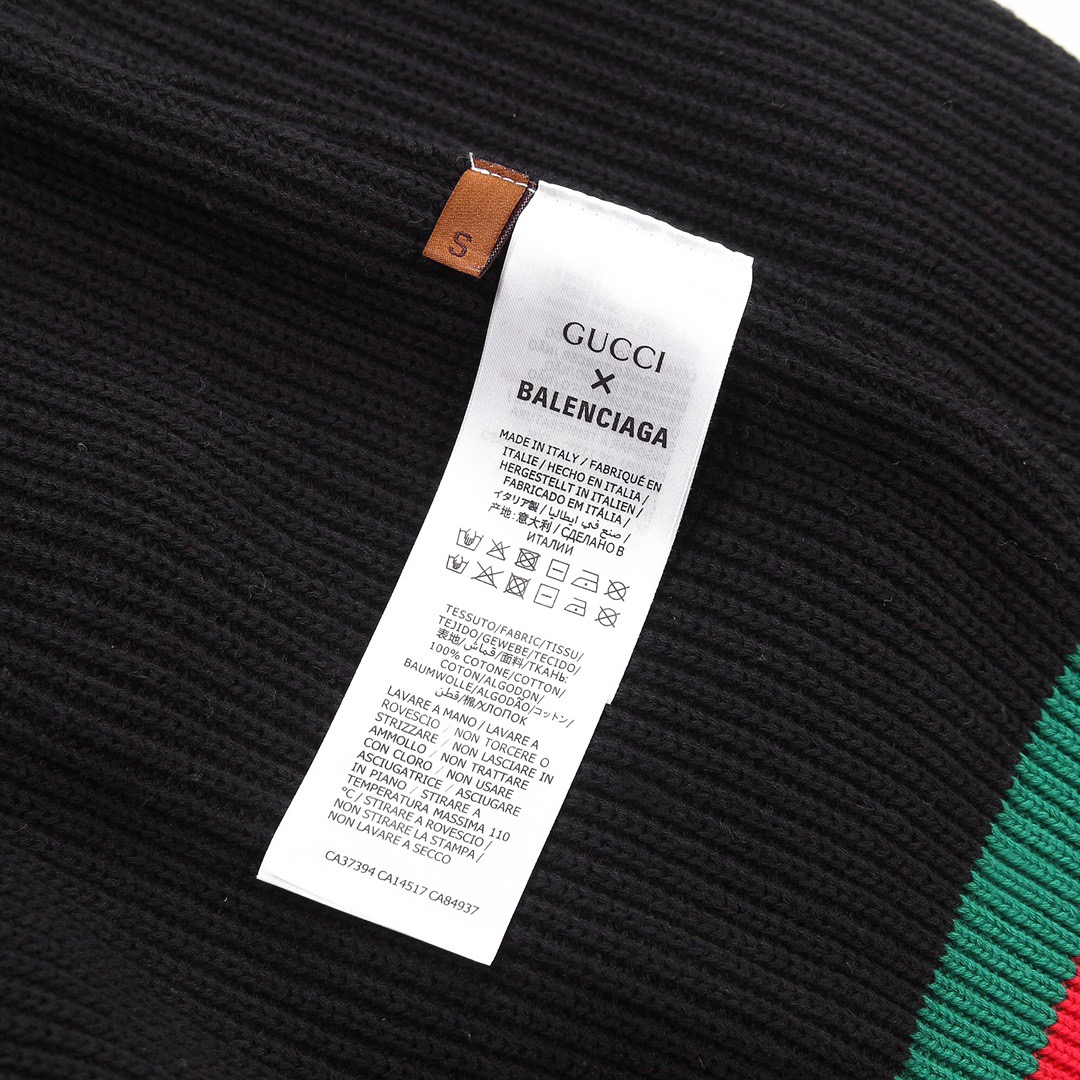 S
GUCCI
×
BALENCIAGA
MADE IN ITALY / FABRIQUÉ EN
ITALIE / HECHO EN ITALIA /
HERGESTELLT IN ITALIEN /
FABRICADO EM ITÁLIA /
イタリア製 / صنع في ايطاليا /
产地: 意大利 / СДЕЛАНО В
ИТАЛИИ
TESSUTO/FABRIC/TISSU/
TEJIDO/GEWEBE/TECIDO/
表地/قماش/面料/ТКАНЬ:
100% COTONE/COTTON/
COTON/ALGODON/
BAUMWOLLE/ALGODÃO/コットン/
قطن/棉/ХЛОПОК
LAVARE A MANO / LAVARE A
ROVESCIO / NON TORCERE O
STRIZZARE / NON LASCIARE IN
AMMOLLO / NON TRATTARE
CON CLORO / NON USARE
ASCIUGATRICE / ASCIUGARE
IN PIANO / STIRARE A
TEMPERATURA MASSIMA 110
°C/ STIRARE A ROVESCIO /
NON STIRARE LA STAMPA /
NON LAVARE A SECCO
CA37394 CA14517 CA84937